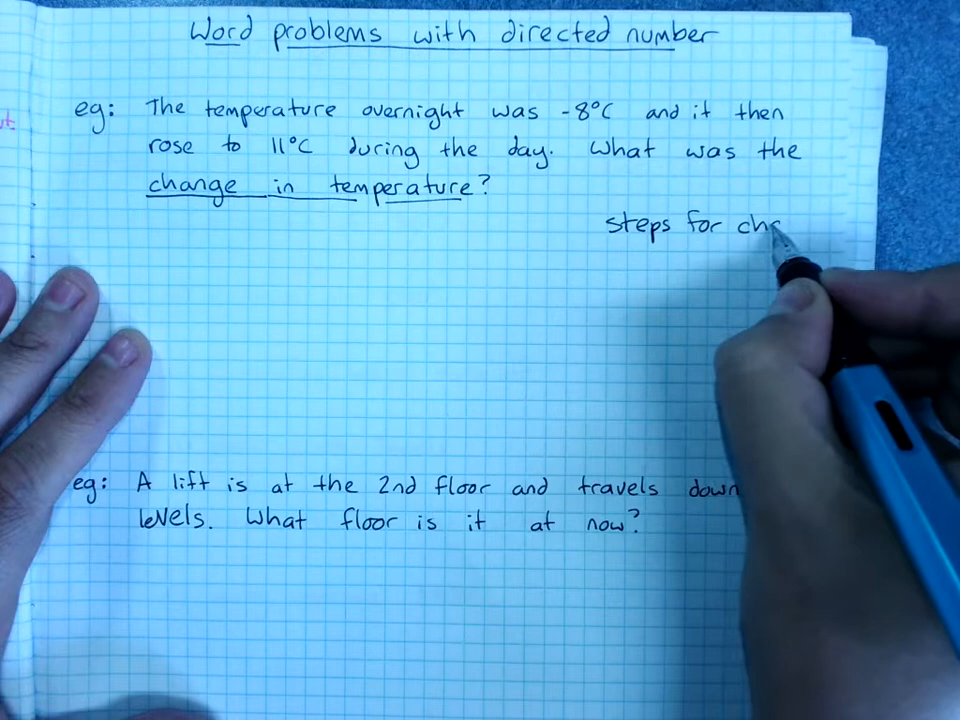 Word problems with directed number
eg: The temperature overnight was -8°C and it then
rose to 11°C during the day. What was the
change in temperature?
steps for cha
eg: A lift is at the 2nd floor and travels down
levels. What floor is it at now?